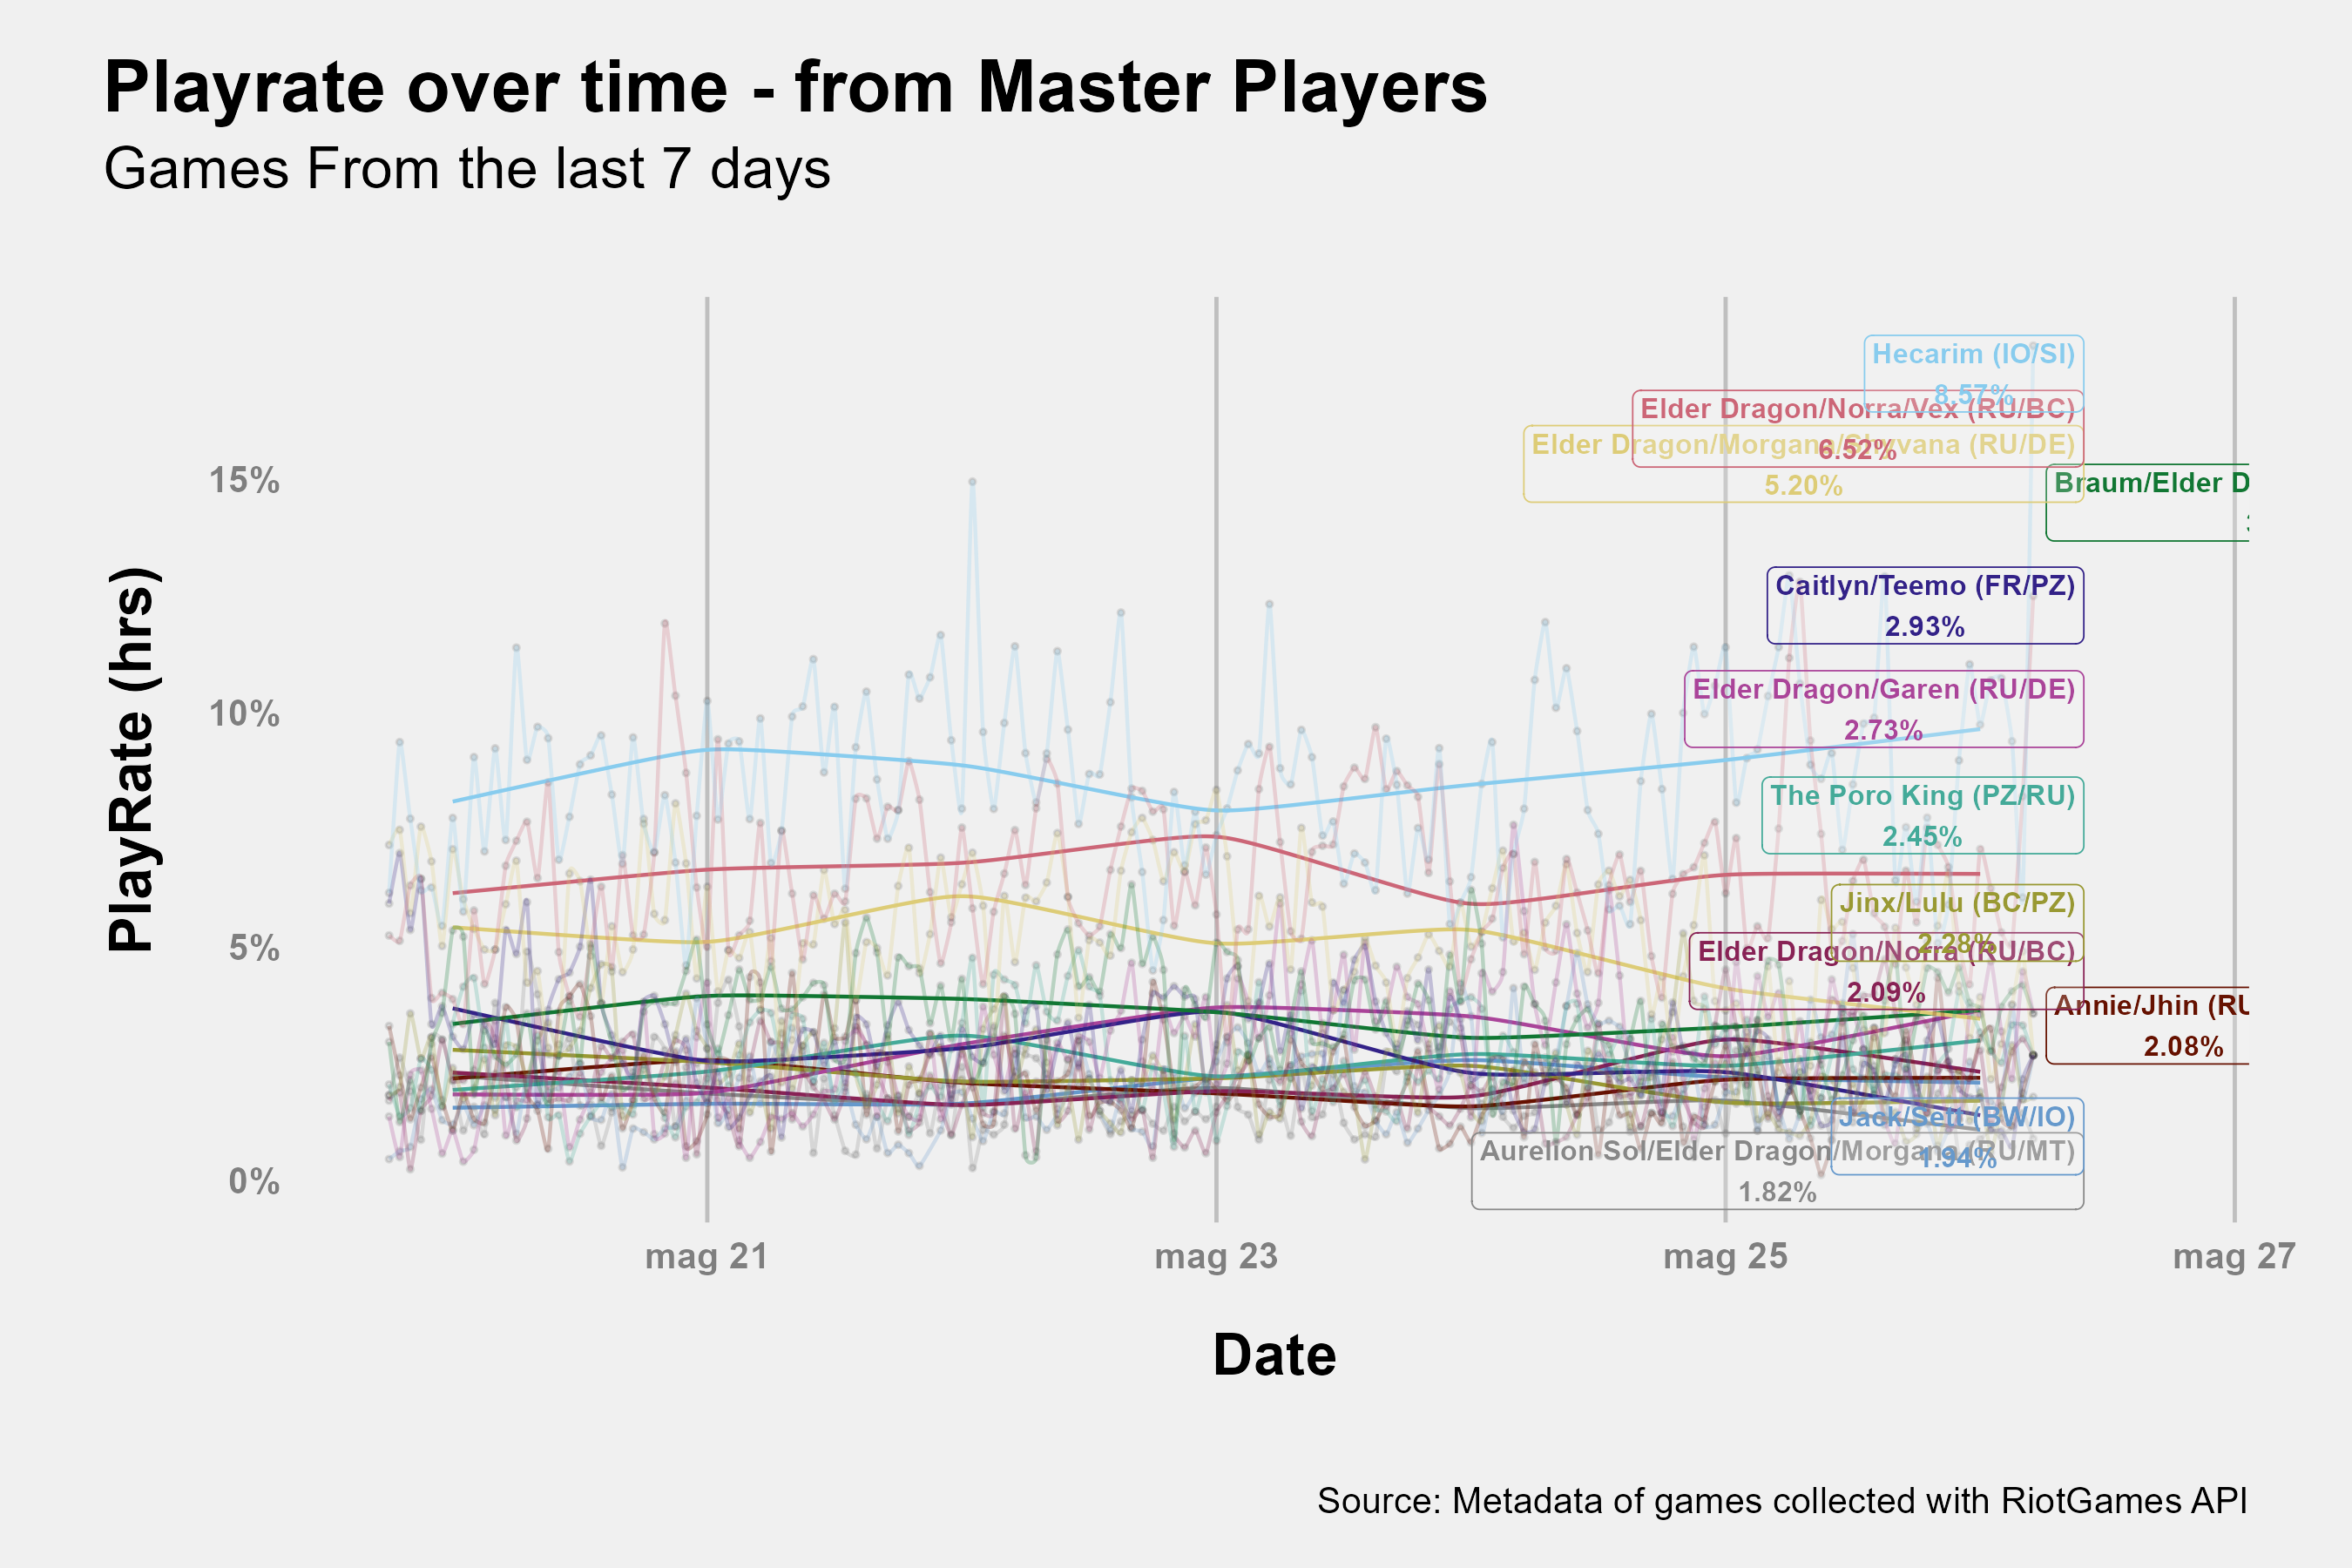 Playrate over time - from Master Players
Games From the last 7 days
PlayRate (hrs)
15%
10%
5%
0%
Hecarim (IO/SI)
8.57%
Elder Dragon/Norra/Vex (RU/BC)
6.52%
Elder Dragon/Morgana/Shyvana (RU/DE)
5.20%
Braum/Elder D
Caitlyn/Teemo (FR/PZ)
2.93%
Elder Dragon/Garen (RU/DE)
2.73%
The Poro King (PZ/RU)
2.45%
Jinx/Lulu (BC/PZ)
2.28%
Elder Dragon/Norra (RU/BC)
2.09%
Annie/Jhin (RU
2.08%
Jack/Sett (BW/IO)
1.94%
Aurelion Sol/Elder Dragon/Morgana (RU/MT)
1.82%
mag 21
mag 23
mag 25
mag 27
Date
Source: Metadata of games collected with RiotGames API